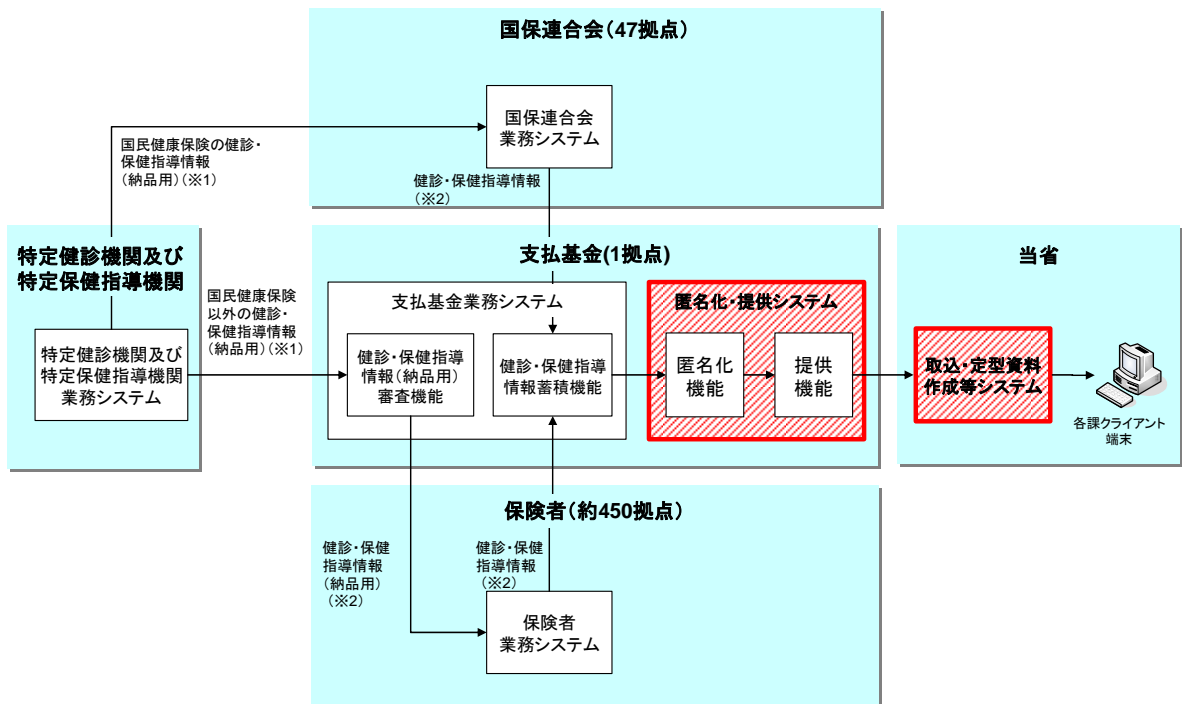 国保連合会（47拠点）
国保連合会
業務システム
国民健康保険の健診・
保健指導情報
（納品用）（※1）
健診・保健指導情報
（※2）
特定健診機関及び
特定保健指導機関
国民健康保険
以外の健診・
保健指導情報
（納品用）（※1）
特定健診機関及び
特定保健指導機関
業務システム
支払基金(1拠点)
支払基金業務システム
健診・保健指導
情報（納品用）
審査機能
健診・保健指導
情報蓄積機能
匿名化・提供システム
匿名化
機能
提供
機能
当省
取込・定型資料
作成等システム
各課クライアント
端末
保険者（約450拠点）
健診・保健
指導情報
（納品用）
（※2）
健診・保健
指導情報
（※2）
保険者
業務システム